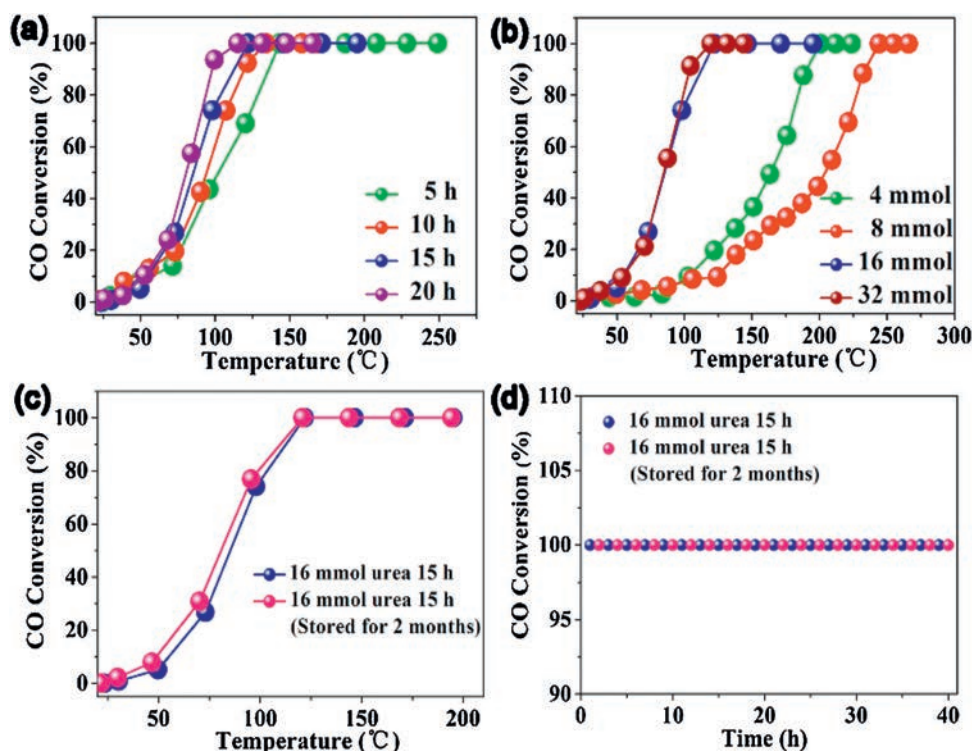 (a)
CO Conversion (%)
100
80
60
40
20
0
5 h
10 h
15 h
20 h
50 100 150 200 250
Temperature (℃)
(b)
CO Conversion (%)
100
80
60
40
20
0
4 mmol
8 mmol
16 mmol
32 mmol
50 100 150 200 250 300
Temperature (℃)
(c)
CO Conversion (%)
100
80
60
40
20
0
16 mmol urea 15 h
16 mmol urea 15 h
(Stored for 2 months)
50 100 150 200
Temperature (℃)
(d)
CO Conversion (%)
110
105
100
95
90
16 mmol urea 15 h
16 mmol urea 15 h
(Stored for 2 months)
0 10 20 30 40
Time (h)